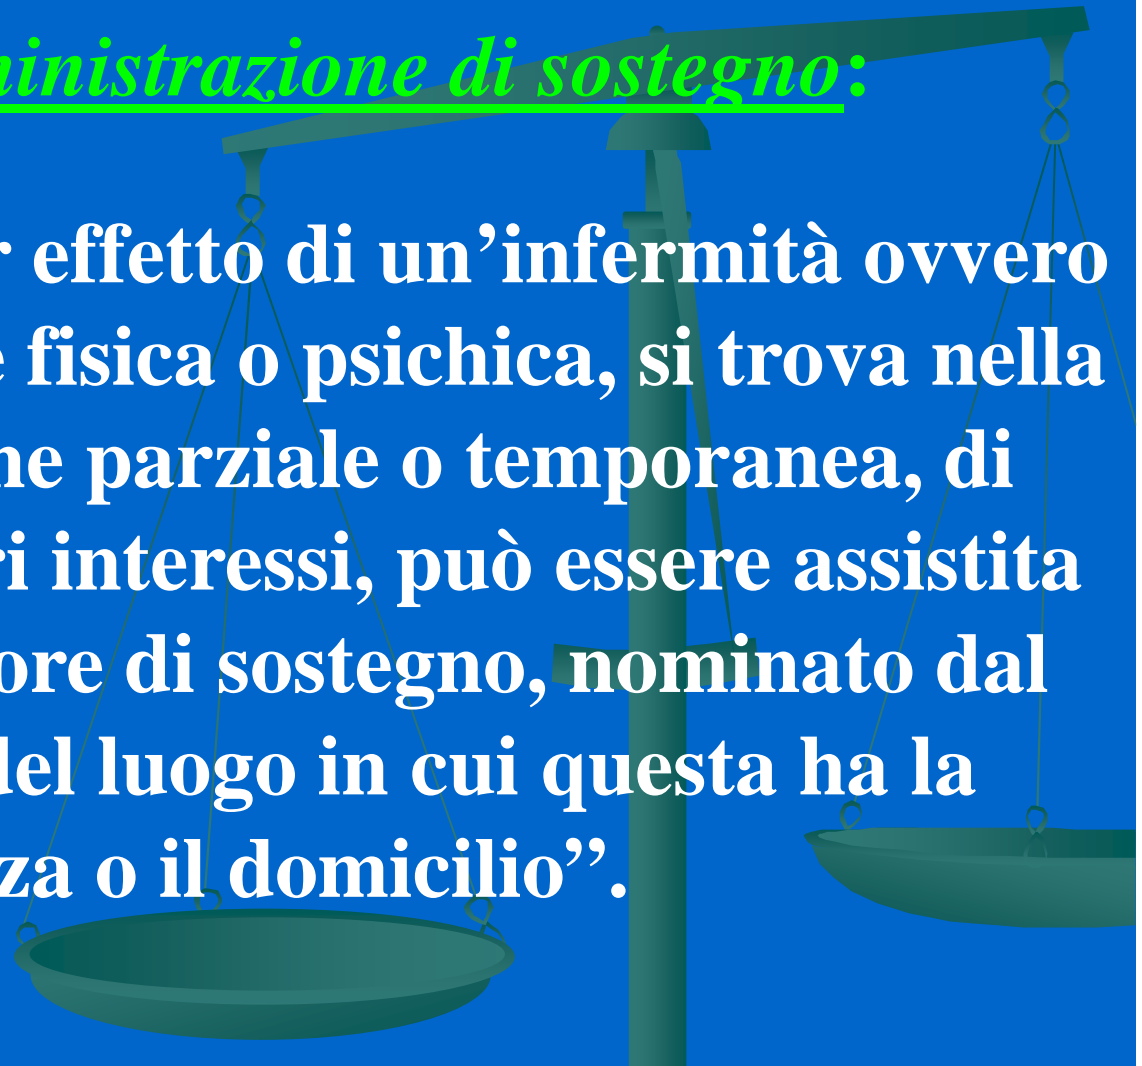 ministrazione di sostegno:
r effetto di un’infermità ovvero
e fisica o psichica, si trova nella
ne parziale o temporanea, di
ri interessi, può essere assistita
ore di sostegno, nominato dal
del luogo in cui questa ha la
za o il domicilio”.